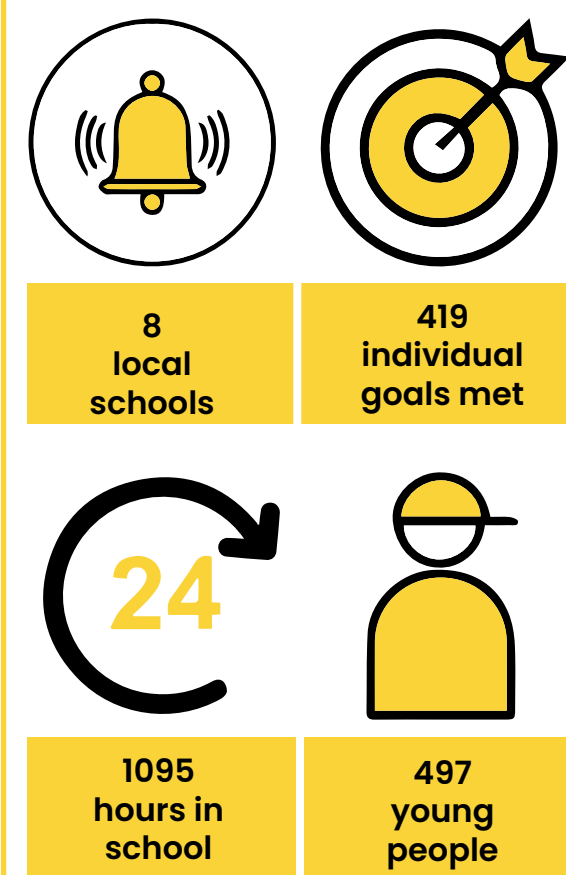 8
local
schools
419
individual
goals met
24
1095
hours in
school
497
young
people